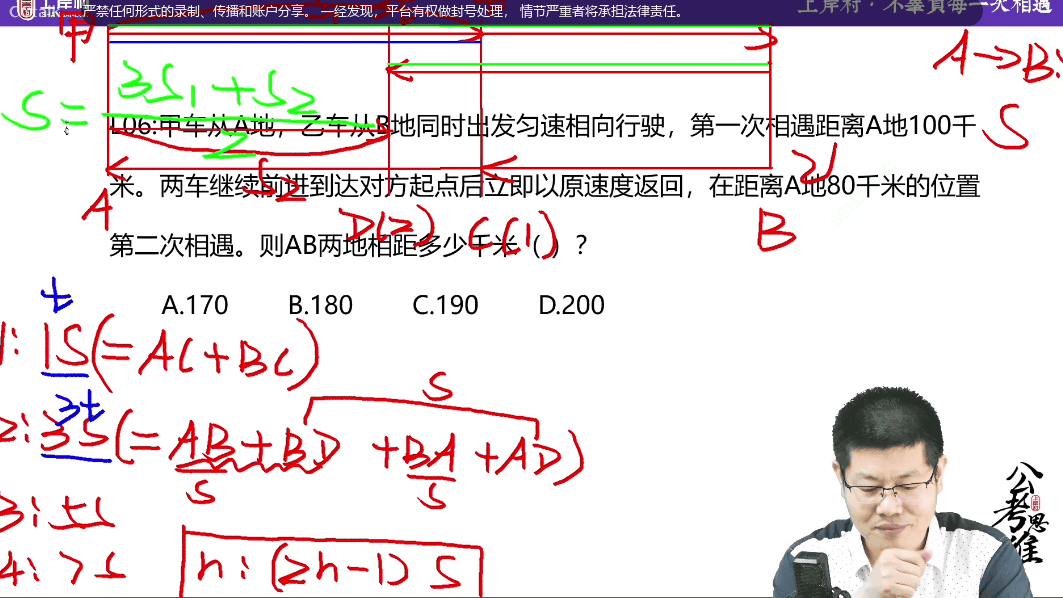 严禁任何形式的录制、传播和账户分享。一经发现，平台有权做封号处理， 情节严重者将承担法律责任。
上岸村 · 不辜负每一次相遇
甲
A→B:
S
S = 3S1+S2
2
L06:甲车从A地，乙车从B地同时出发匀速相向行驶，第一次相遇距离A地100千
米。两车继续前进到达对方起点后立即以原速度返回，在距离A地80千米的位置
第二次相遇。则AB两地相距多少千米（ ）？
S2
A
D(2)
C(1)
B
A.170 B.180 C.190 D.200
t
1: 1S(=AC+BC)
3t
S
2: 3S(=AB+BD+BA+AD)
S
S
3: 5S
4: 7S
n: (2n-1) S
公考思维
上岸村